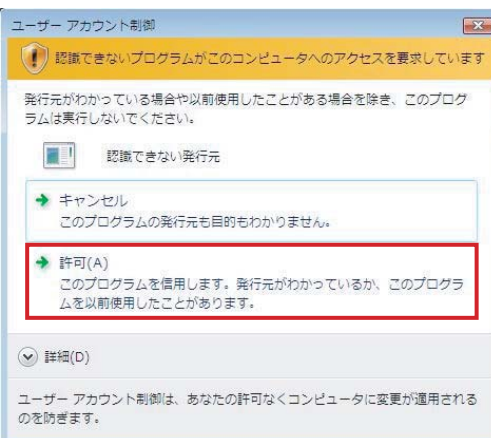 ユーザー アカウント制御
認識できないプログラムがこのコンピュータへのアクセスを要求しています
発行元がわかっている場合や以前使用したことがある場合を除き、このプログ
ラムは実行しないでください。
認識できない発行元
キャンセル
このプログラムの発行元も目的もわかりません。
許可(A)
このプログラムを信用します。発行元がわかっているか、このプログラ
ムを以前使用したことがあります。
詳細(D)
ユーザー アカウント制御は、あなたの許可なくコンピュータに変更が適用される
のを防ぎます。